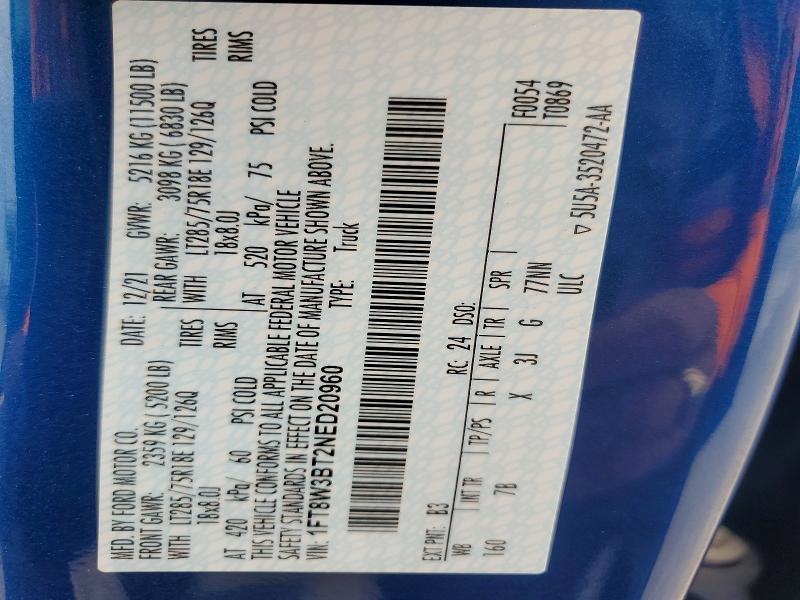 MFD. BY FORD MOTOR CO.
DATE: 12/21 GVWR: 5216 KG (11500 LB)
FRONT GAWR: 2359 KG (5200 LB) REAR GAWR: 3098 KG (6830 LB)
WITH LT285/75R18E 129/126Q TIRES WITH LT285/75R18E 129/126Q TIRES
18x8.0J RIMS 18x8.0J RIMS
AT 420 kPa/ 60 PSI COLD AT 520 kPa/ 75 PSI COLD
THIS VEHICLE CONFORMS TO ALL APPLICABLE FEDERAL MOTOR VEHICLE
SAFETY STANDARDS IN EFFECT ON THE DATE OF MANUFACTURE SHOWN ABOVE.
VIN: 1FT8W3BT2NED20960 TYPE: Truck
F0054
T0869
EXT PNT: B3 RC: 24 DSO:
WB | MT TR | TP/PS | R | AXLE | TR | SPR |
160 7B X 3J G 77NN
ULC
▽ 5U5A-3520472-AA